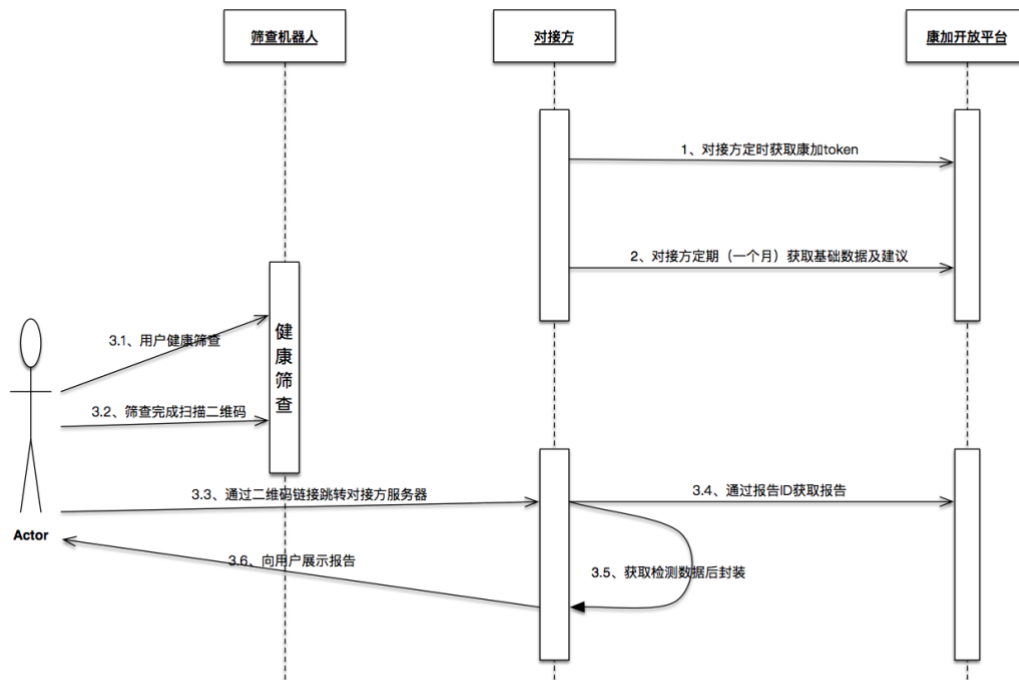 筛查机器人
对接方
康加开放平台
1、对接方定时获取康加token
2、对接方定期（一个月）获取基础数据及建议
3.1、用户健康筛查
健康筛查
3.2、筛查完成扫描二维码
3.3、通过二维码链接跳转对接方服务器
3.4、通过报告ID获取报告
Actor
3.6、向用户展示报告
3.5、获取检测数据后封装